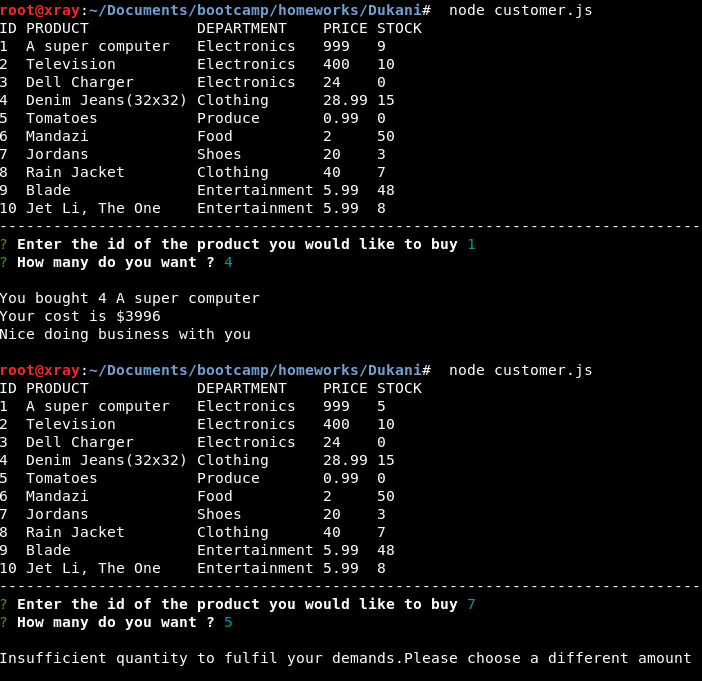 root@xray:~/Documents/bootcamp/homeworks/Dukani#  node customer.js
ID PRODUCT            DEPARTMENT    PRICE STOCK
1  A super computer   Electronics   999   9
2  Television         Electronics   400   10
3  Dell Charger       Electronics   24    0
4  Denim Jeans(32x32) Clothing      28.99 15
5  Tomatoes           Produce       0.99  0
6  Mandazi            Food          2     50
7  Jordans            Shoes         20    3
8  Rain Jacket        Clothing      40    7
9  Blade              Entertainment 5.99  48
10 Jet Li, The One    Entertainment 5.99  8
------------------------------------------------------------------------------
? Enter the id of the product you would like to buy 1
? How many do you want ? 4

You bought 4 A super computer
Your cost is $3996
Nice doing business with you

root@xray:~/Documents/bootcamp/homeworks/Dukani#  node customer.js
ID PRODUCT            DEPARTMENT    PRICE STOCK
1  A super computer   Electronics   999   5
2  Television         Electronics   400   10
3  Dell Charger       Electronics   24    0
4  Denim Jeans(32x32) Clothing      28.99 15
5  Tomatoes           Produce       0.99  0
6  Mandazi            Food          2     50
7  Jordans            Shoes         20    3
8  Rain Jacket        Clothing      40    7
9  Blade              Entertainment 5.99  48
10 Jet Li, The One    Entertainment 5.99  8
------------------------------------------------------------------------------
? Enter the id of the product you would like to buy 7
? How many do you want ? 5

Insufficient quantity to fulfil your demands.Please choose a different amount